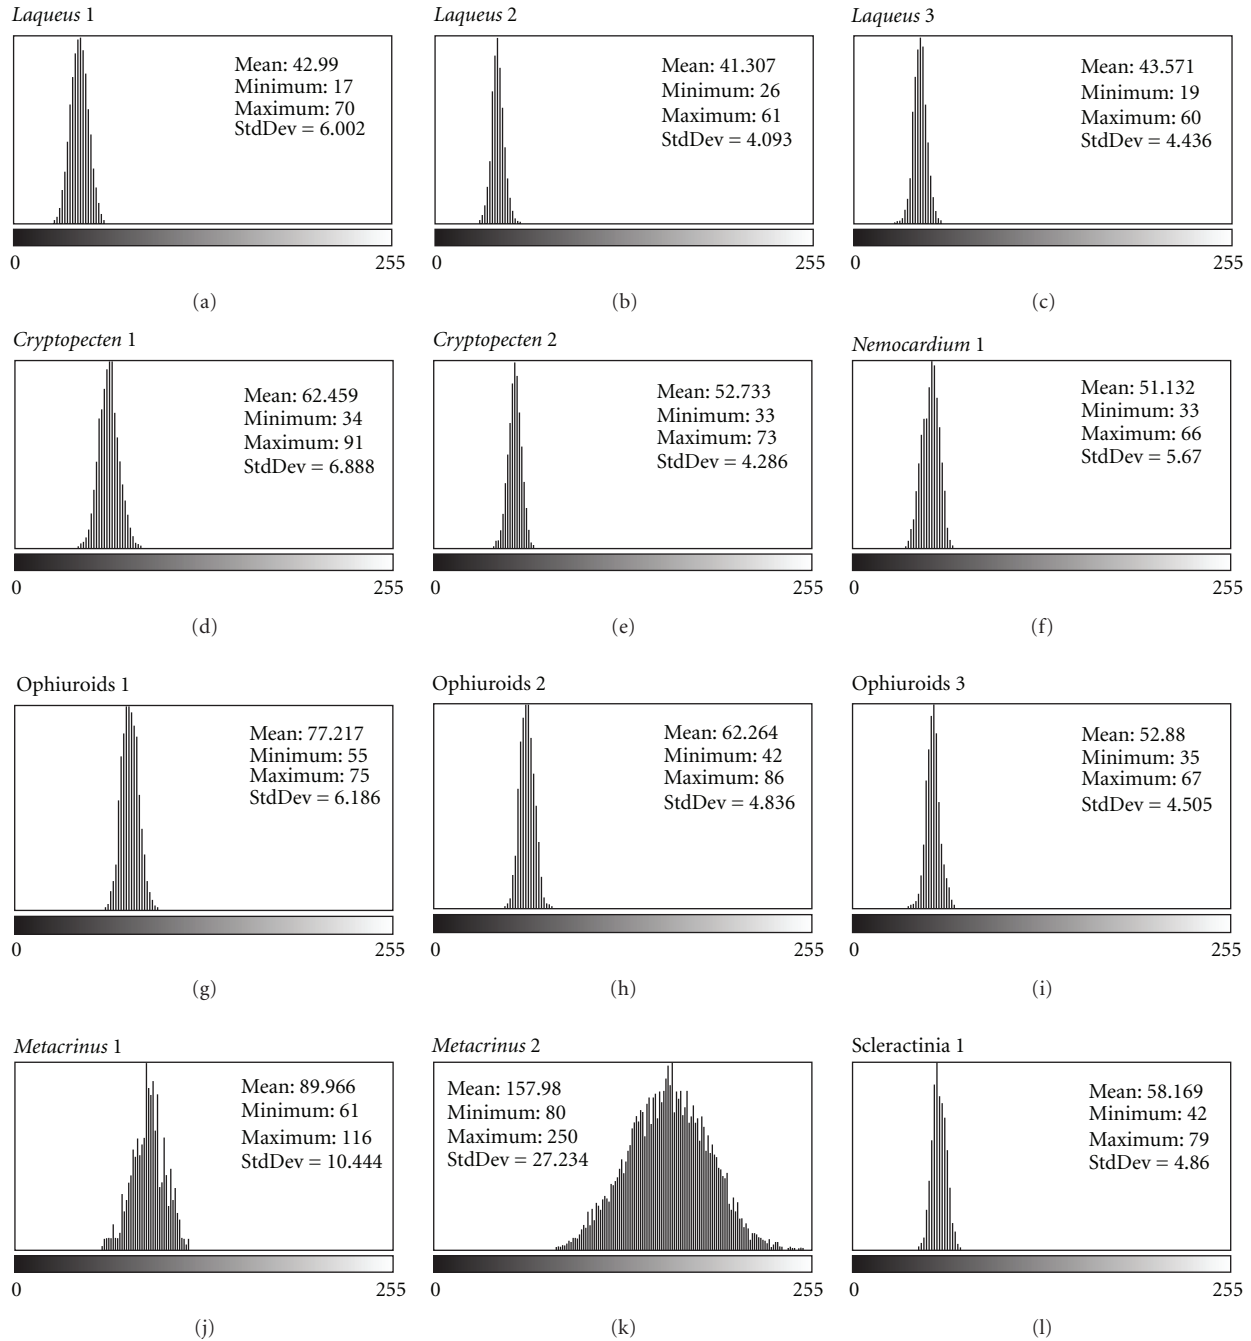 Laqueus 1
Mean: 42.99
Minimum: 17
Maximum: 70
StdDev = 6.002
0 255
(a)
Laqueus 2
Mean: 41.307
Minimum: 26
Maximum: 61
StdDev = 4.093
0 255
(b)
Laqueus 3
Mean: 43.571
Minimum: 19
Maximum: 60
StdDev = 4.436
0 255
(c)
Cryptopecten 1
Mean: 62.459
Minimum: 34
Maximum: 91
StdDev = 6.888
0 255
(d)
Cryptopecten 2
Mean: 52.733
Minimum: 33
Maximum: 73
StdDev = 4.286
0 255
(e)
Nemocardium 1
Mean: 51.132
Minimum: 33
Maximum: 66
StdDev = 5.67
0 255
(f)
Ophiuroids 1
Mean: 77.217
Minimum: 55
Maximum: 75
StdDev = 6.186
0 255
(g)
Ophiuroids 2
Mean: 62.264
Minimum: 42
Maximum: 86
StdDev = 4.836
0 255
(h)
Ophiuroids 3
Mean: 52.88
Minimum: 35
Maximum: 67
StdDev = 4.505
0 255
(i)
Metacrinus 1
Mean: 89.966
Minimum: 61
Maximum: 116
StdDev = 10.444
0 255
(j)
Metacrinus 2
Mean: 157.98
Minimum: 80
Maximum: 250
StdDev = 27.234
0 255
(k)
Scleractinia 1
Mean: 58.169
Minimum: 42
Maximum: 79
StdDev = 4.86
0 255
(l)